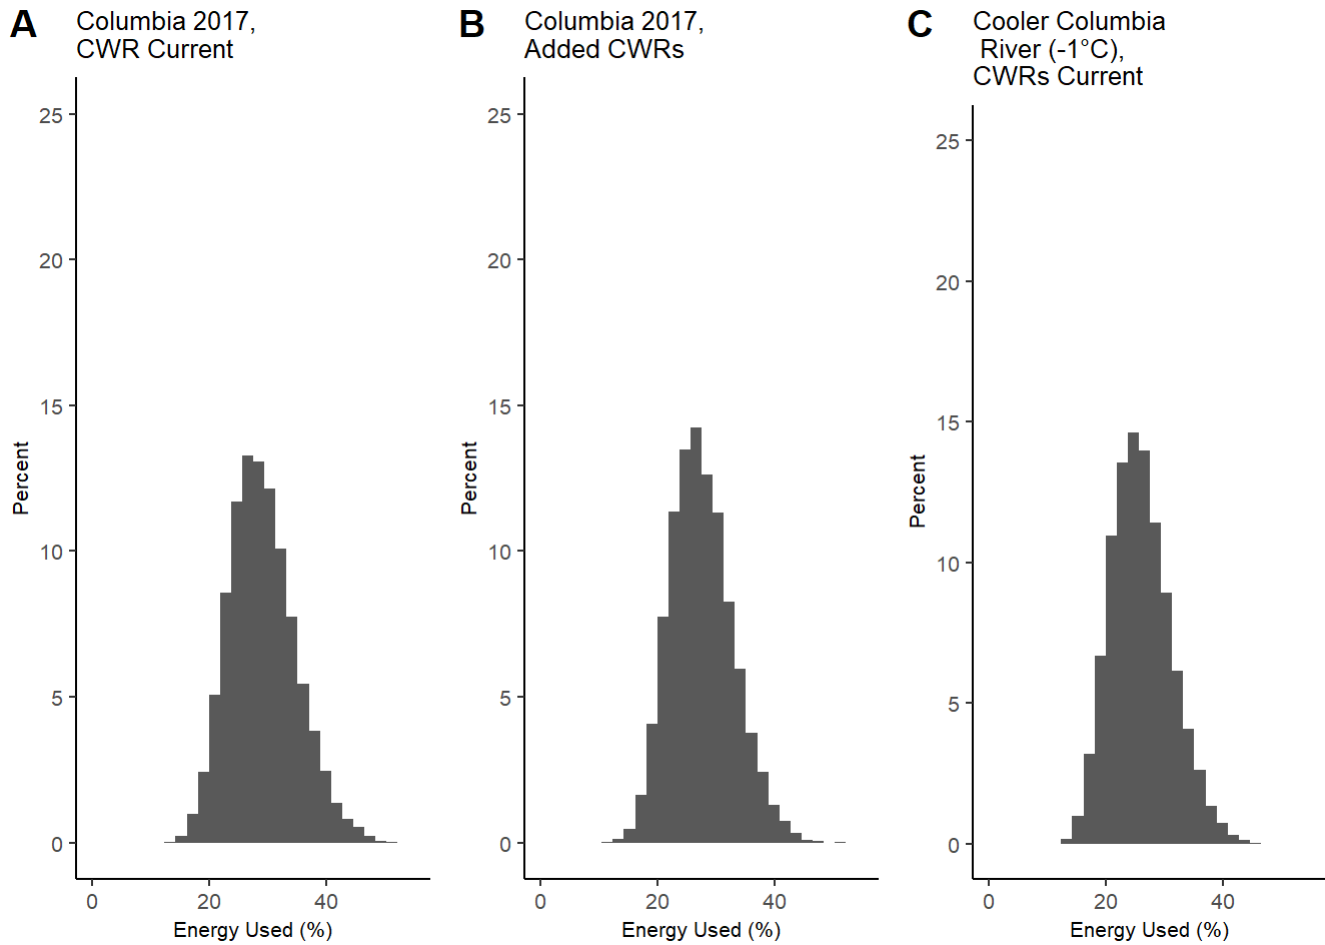 A
Columbia 2017,
CWR Current
25
20
15
10
5
0
Percent
0 20 40
Energy Used (%)
B
Columbia 2017,
Added CWRs
25
20
15
10
5
0
Percent
0 20 40
Energy Used (%)
C
Cooler Columbia
River (-1°C),
CWRs Current
25
20
15
10
5
0
Percent
0 20 40
Energy Used (%)